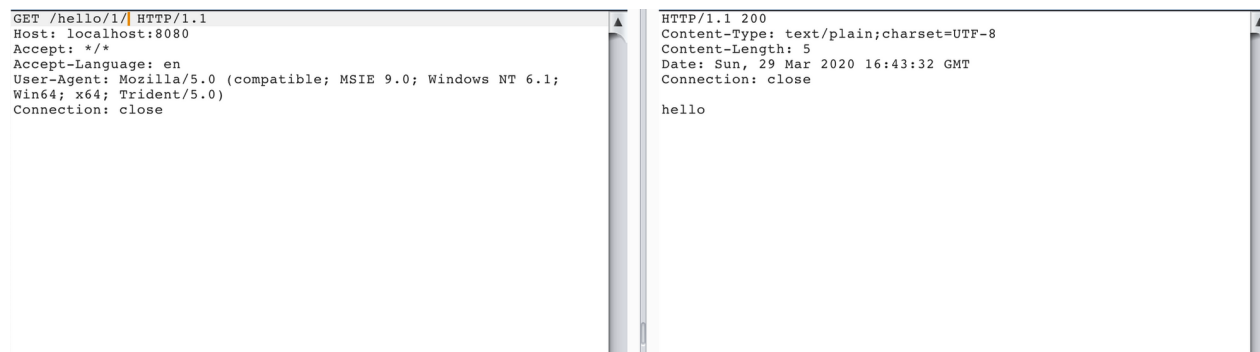 GET /hello/1/ HTTP/1.1
Host: localhost:8080
Accept: */*
Accept-Language: en
User-Agent: Mozilla/5.0 (compatible; MSIE 9.0; Windows NT 6.1;
Win64; x64; Trident/5.0)
Connection: close
HTTP/1.1 200
Content-Type: text/plain;charset=UTF-8
Content-Length: 5
Date: Sun, 29 Mar 2020 16:43:32 GMT
Connection: close
hello